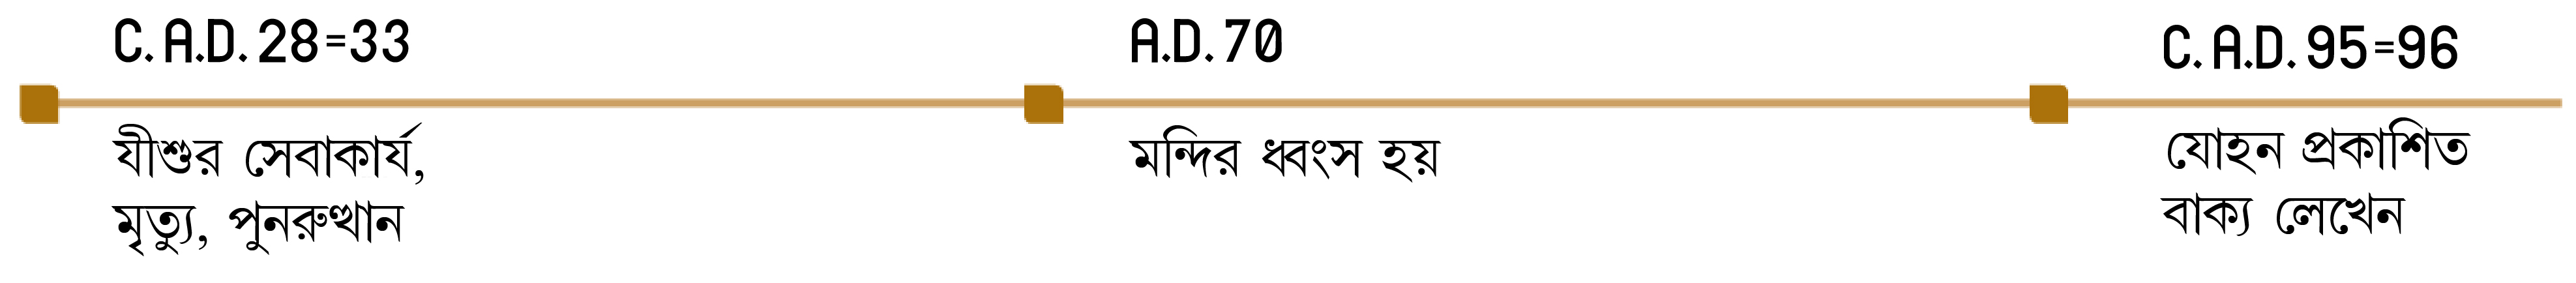 C. A.D. 28=33
যীশুর সেবাকার্য,
মৃত্যু, পুনরুত্থান
A.D. 70
মন্দির ধ্বংস হয়
C. A.D. 95=96
যোহন প্রকাশিত
বাক্য লেখেন